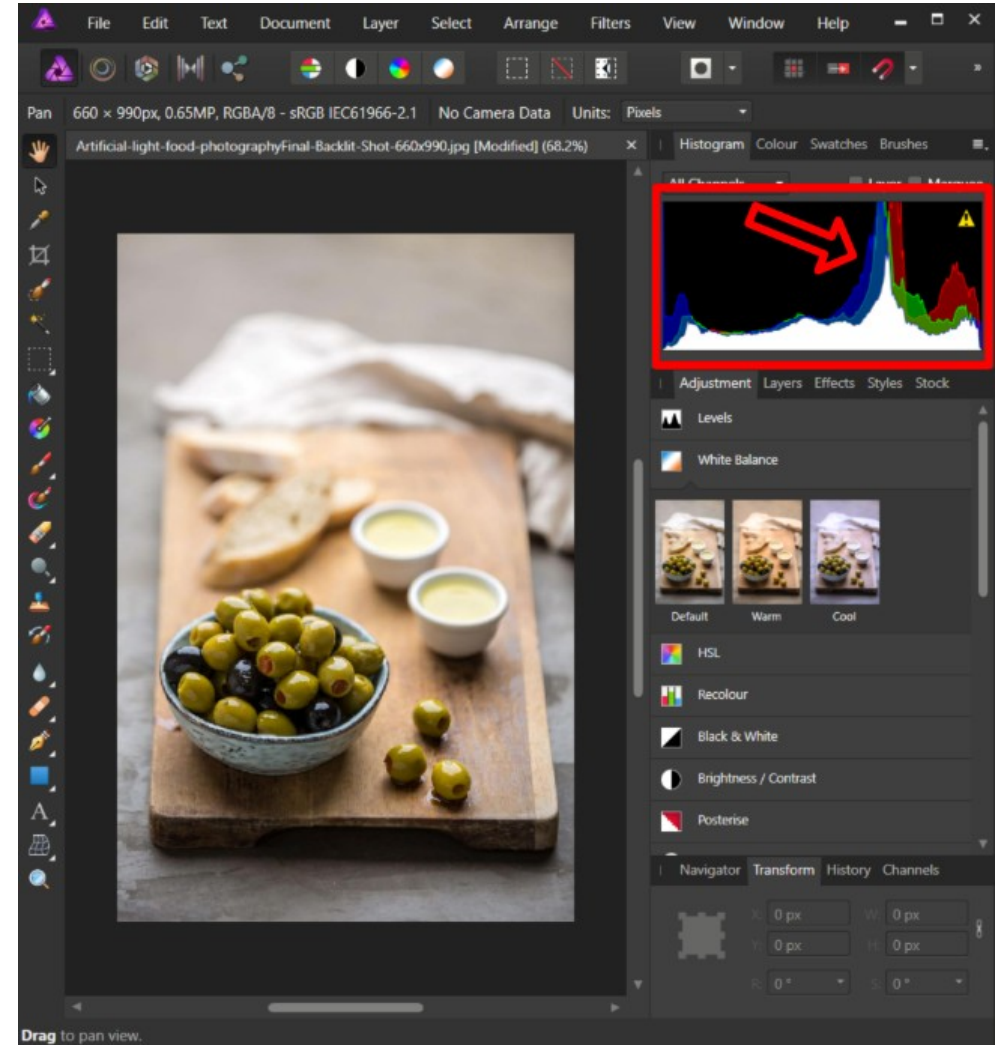 File Edit Text Document Layer Select Arrange Filters View Window Help
Pan 660 × 990px, 0.65MP, RGBA/8 - sRGB IEC61966-2.1 No Camera Data Units: Pixels
Artificial-light-food-photographyFinal-Backlit-Shot-660x990.jpg [Modified] (68.2%)
Histogram Colour Swatches Brushes
All Channels Layer Marquee
Adjustment Layers Effects Styles Stock
Levels
White Balance
Default Warm Cool
HSL
Recolour
Black & White
Brightness / Contrast
Posterise
Navigator Transform History Channels
X: 0 px W: 0 px
Y: 0 px H: 0 px
R: 0 ° S: 0 °
Drag to pan view.